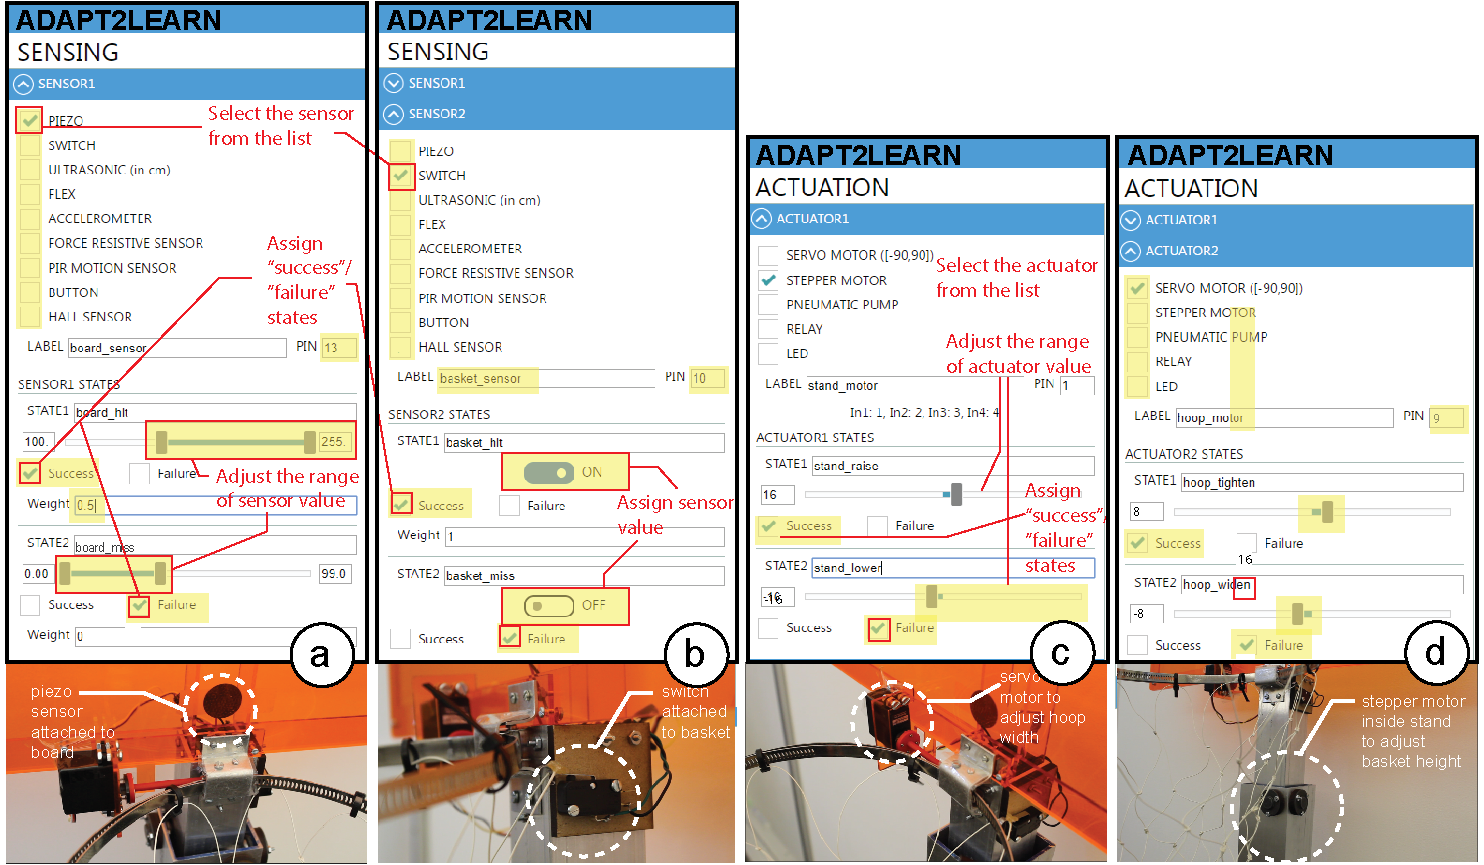 ADAPT2LEARN
SENSING
SENSOR1
PIEZO
SWITCH
ULTRASONIC (in cm)
FLEX
ACCELEROMETER
FORCE RESISTIVE SENSOR
PIR MOTION SENSOR
BUTTON
HALL SENSOR
LABEL board_sensor PIN 13
SENSOR1 STATES
STATE1 board_hIt
100. 255.
Success Failure
Weight 0.5
STATE2 board_miss
0.00 99.0
Success Failure
Weight 0
a
Select the sensor
from the list
Assign
“success”/
“failure”
states
Adjust the range
of sensor value
piezo
sensor
attached to
board
ADAPT2LEARN
SENSING
SENSOR1
SENSOR2
PIEZO
SWITCH
ULTRASONIC (in cm)
FLEX
ACCELEROMETER
FORCE RESISTIVE SENSOR
PIR MOTION SENSOR
BUTTON
HALL SENSOR
LABEL basket_sensor PIN 10
SENSOR2 STATES
STATE1 basket_hIt
ON
Success Failure
Weight 1
STATE2 basket_miss
OFF
Success Failure
b
Assign sensor
value
switch
attached
to basket
ADAPT2LEARN
ACTUATION
ACTUATOR1
SERVO MOTOR ([-90,90])
STEPPER MOTOR
PNEUMATIC PUMP
RELAY
LED
LABEL stand_motor PIN 1
In1: 1, In2: 2, In3: 3, In4: 4
ACTUATOR1 STATES
STATE1 stand_raise
16
Success Failure
STATE2 stand_lower
-16
Success Failure
c
Select the actuator
from the list
Adjust the range
of actuator value
Assign
“success”/
“failure”
states
servo
motor to
adjust hoop
width
ADAPT2LEARN
ACTUATION
ACTUATOR1
ACTUATOR2
SERVO MOTOR ([-90,90])
STEPPER MOTOR
PNEUMATIC PUMP
RELAY
LED
LABEL hoop_motor PIN 9
ACTUATOR2 STATES
STATE1 hoop_tighten
8
Success Failure
16
STATE2 hoop_widen
-8
Success Failure
d
stepper motor
inside stand
to adjust
basket height